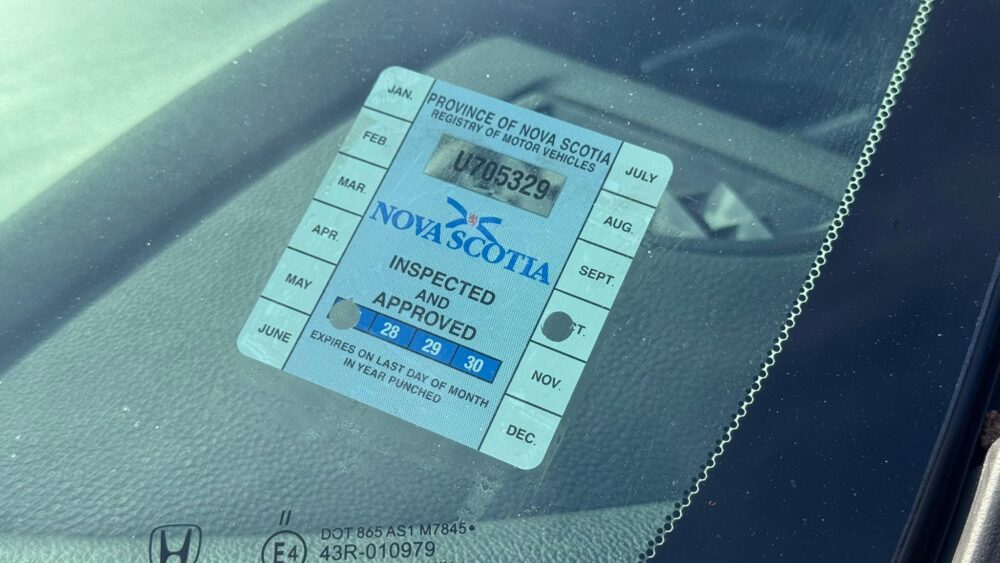 JAN.
FEB.
MAR.
APR.
MAY
JUNE
PROVINCE OF NOVA SCOTIA
REGISTRY OF MOTOR VEHICLES
U705329
NOVA SCOTIA
INSPECTED
AND
APPROVED
28 29 30
EXPIRES ON LAST DAY OF MONTH
IN YEAR PUNCHED
JULY
AUG.
SEPT.
T.
NOV.
DEC.
II
DOT 865 AS1 M7845
E4
43R-010979